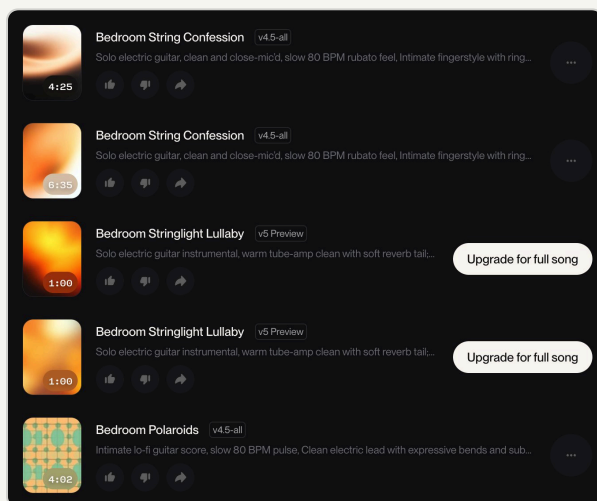 Bedroom String Confession v4.5-all
Solo electric guitar, clean and close-mic'd, slow 80 BPM rubato feel, Intimate fingerstyle with ring...
4:25
Bedroom String Confession v4.5-all
Solo electric guitar, clean and close-mic'd, slow 80 BPM rubato feel, Intimate fingerstyle with ring...
6:35
Bedroom Stringlight Lullaby v5 Preview
Solo electric guitar instrumental, warm tube-amp clean with soft reverb tail;...
Upgrade for full song
1:00
Bedroom Stringlight Lullaby v5 Preview
Solo electric guitar instrumental, warm tube-amp clean with soft reverb tail;...
Upgrade for full song
1:00
Bedroom Polaroids v4.5-all
Intimate lo-fi guitar score, slow 80 BPM pulse, Clean electric lead with expressive bends and sub...
4:02